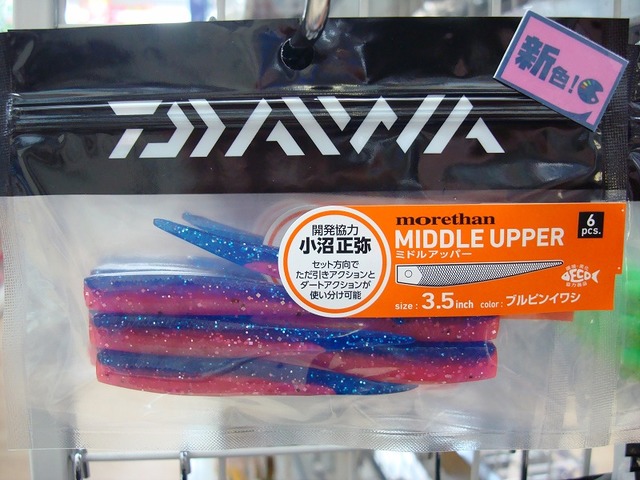 新色!
DAIWA
開発協力
小沼正弥
セット方向で
ただ引きアクションと
ダートアクションが
使い分け可能
morethan
MIDDLE UPPER
ミドルアッパー
6
pcs.
ECO
size : 3.5 inch color : ブルピンイワシ